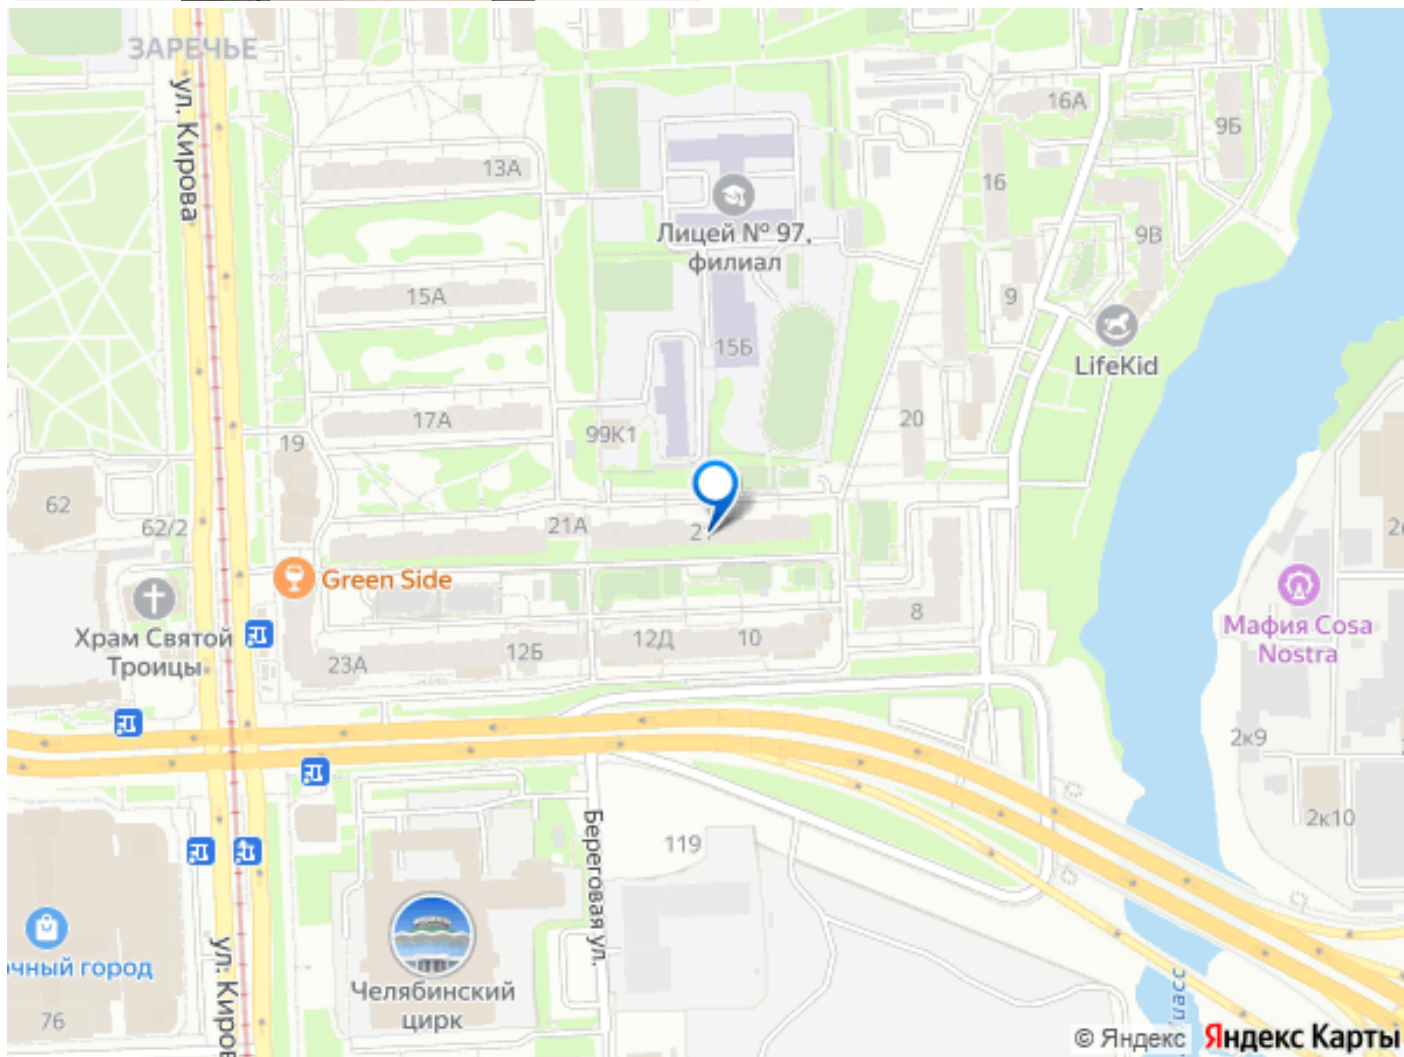 ЗАРЕЧЬЕ
ул. Кирова
16А
9Б
13А
16
Лицей № 97,
филиал
9В
15А
9
15Б
LifeKid
17А
20
99К1
19
62
62/2
21А
Green Side
8
Храм Святой
Троицы
12Д
10
12Б
23А
Мафия Cosa
Nostra
2к9
2к10
119
Береговая ул.
ул. Киров
чный город
Челябинский
цирк
76
© Яндекс
Яндекс Карты